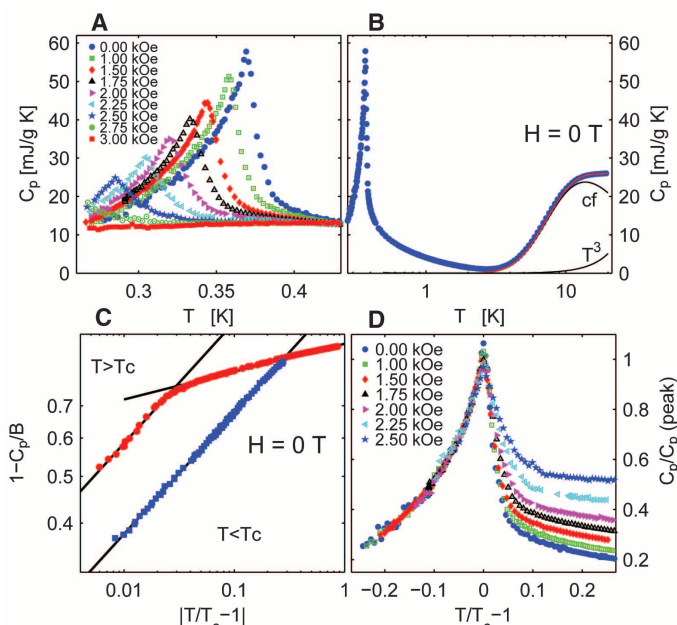 A
B
60
50
40
30
20
10
0
C_p [mJ/g K]
0.00 kOe
1.00 kOe
1.50 kOe
1.75 kOe
2.00 kOe
2.25 kOe
2.50 kOe
2.75 kOe
3.00 kOe
0.3
0.35
0.4
T [K]
H = 0 T
cf
T³
1
10
T [K]
60
50
40
30
20
10
0
C_p [mJ/g K]
C
D
T>Tc
0.7
0.6
0.5
0.4
1-C_p/B
H = 0 T
T<Tc
0.01
0.1
1
|T/T_c-1|
0.00 kOe
1.00 kOe
1.50 kOe
1.75 kOe
2.00 kOe
2.25 kOe
2.50 kOe
1
0.8
0.6
0.4
0.2
C_p/C_p (peak)
−0.2
−0.1
0
0.1
0.2
T/T_c-1